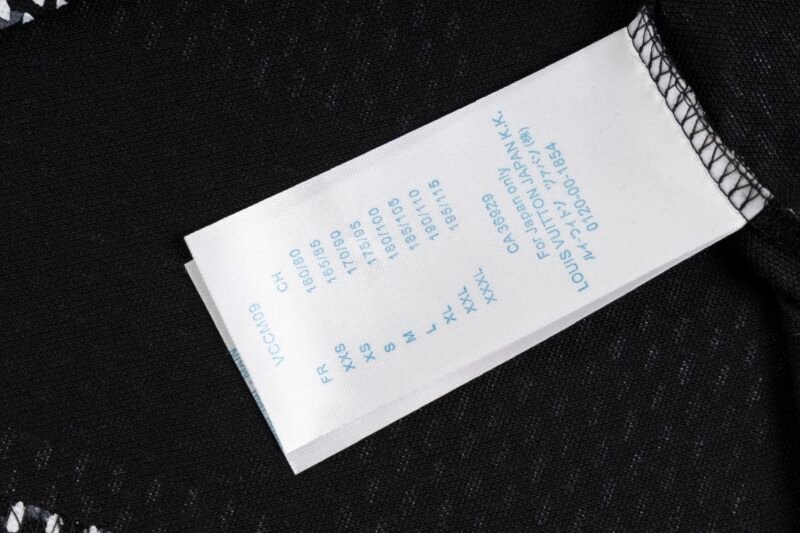 VCCM09
FR CH
XXS 160/80
XS 165/85
S 170/90
M 175/95
L 180/100
XL 185/105
XXL 190/110
XXXL 195/115
CA 36929
For Japan only
LOUIS VUITTON JAPAN K.K.
ルイ・ヴィトン ジャパン(株)
0120-00-1854